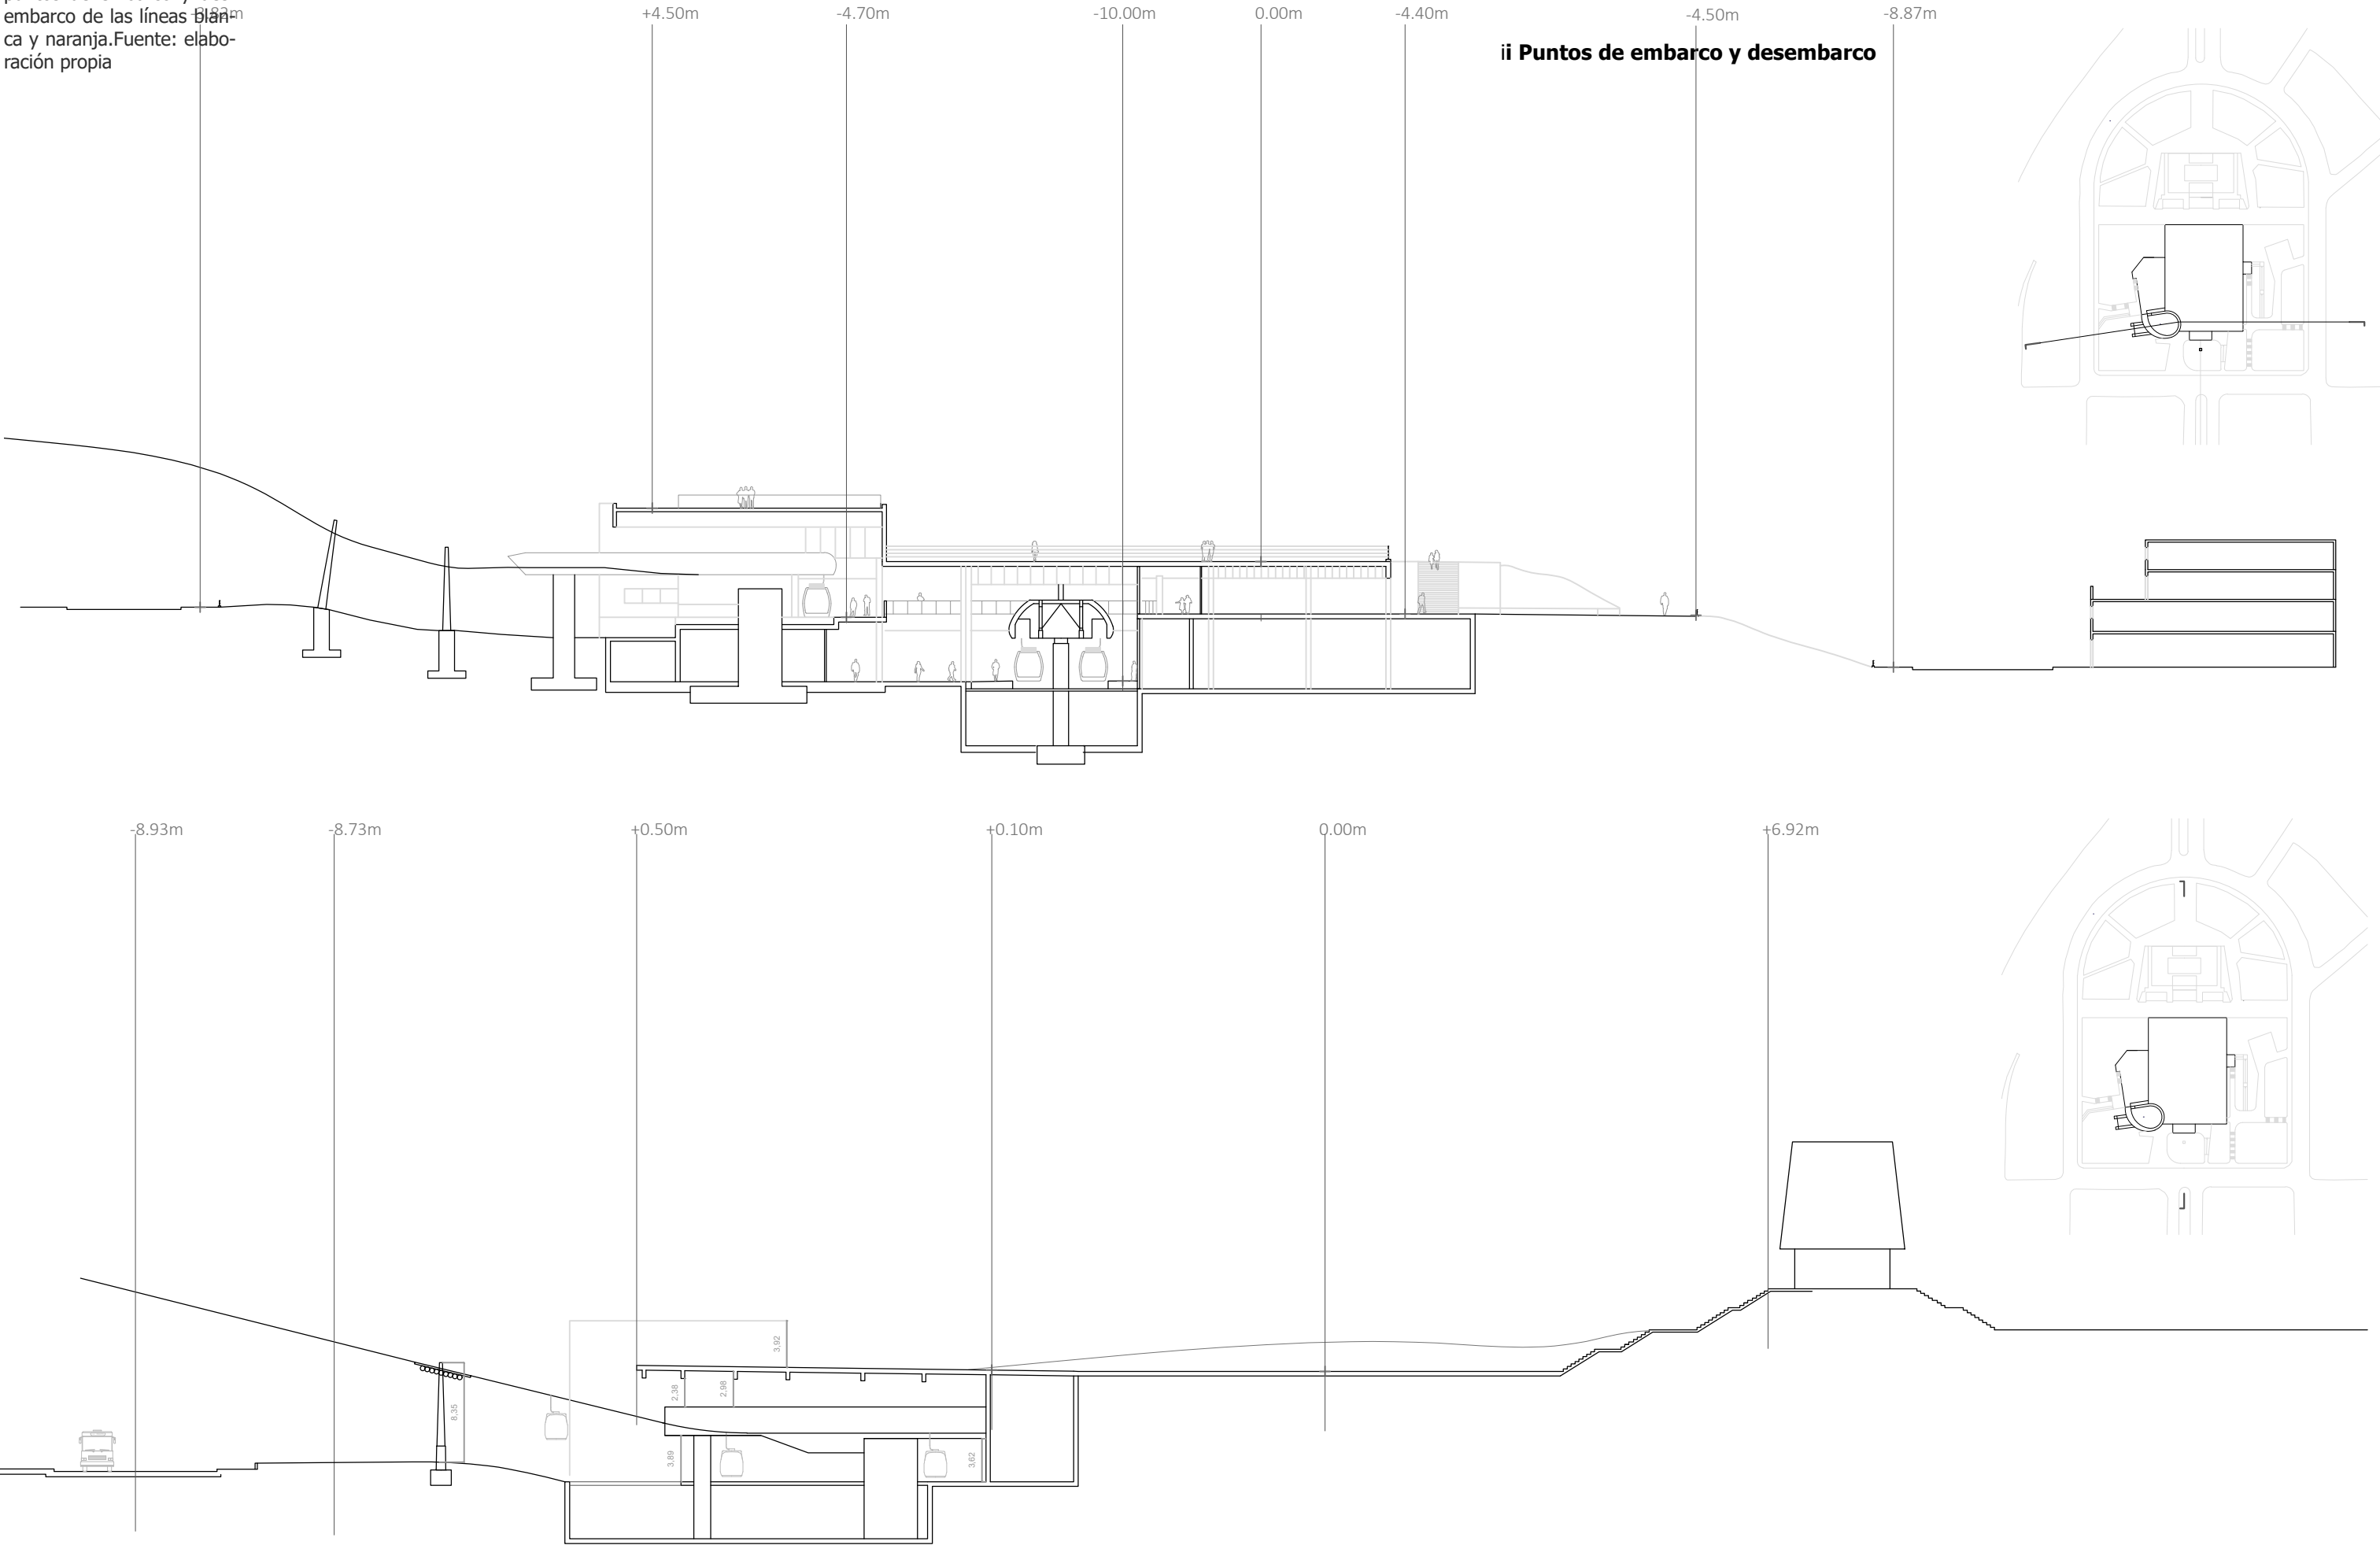 embarco de las líneas blan-
ca y naranja.Fuente: elabo-
ración propia
+4.50m
-4.70m
-10.00m
0.00m
-4.40m
-4.50m
-8.87m
ii Puntos de embarco y desembarco
-8.93m
-8.73m
+0.50m
+0.10m
0.00m
+6.92m
3,92
2,38
2,98
8,35
3,89
3,62